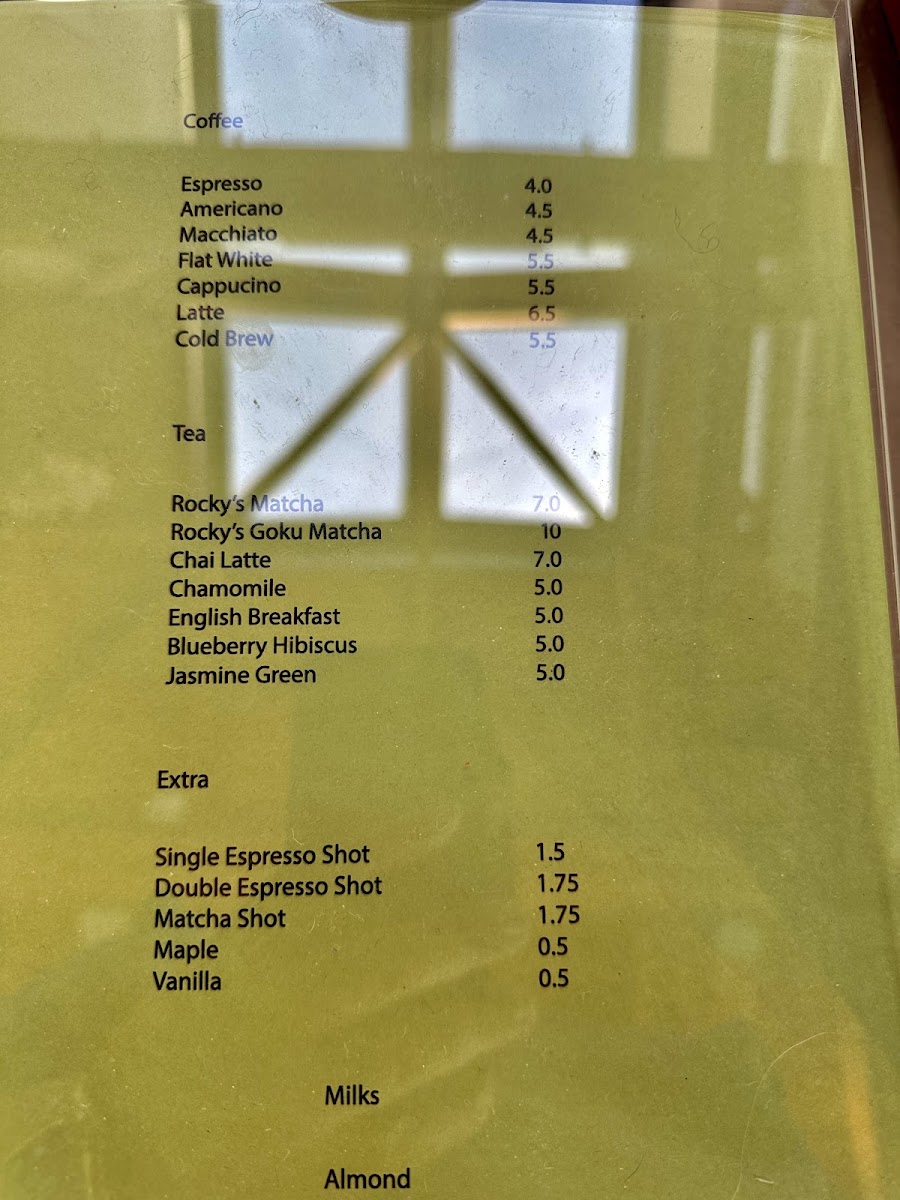 Coffee
Espresso 4.0
Americano 4.5
Macchiato 4.5
Flat White 5.5
Cappucino 5.5
Latte 6.5
Cold Brew 5.5
Tea
Rocky's Matcha 7.0
Rocky's Goku Matcha 10
Chai Latte 7.0
Chamomile 5.0
English Breakfast 5.0
Blueberry Hibiscus 5.0
Jasmine Green 5.0
Extra
Single Espresso Shot 1.5
Double Espresso Shot 1.75
Matcha Shot 1.75
Maple 0.5
Vanilla 0.5
Milks
Almond